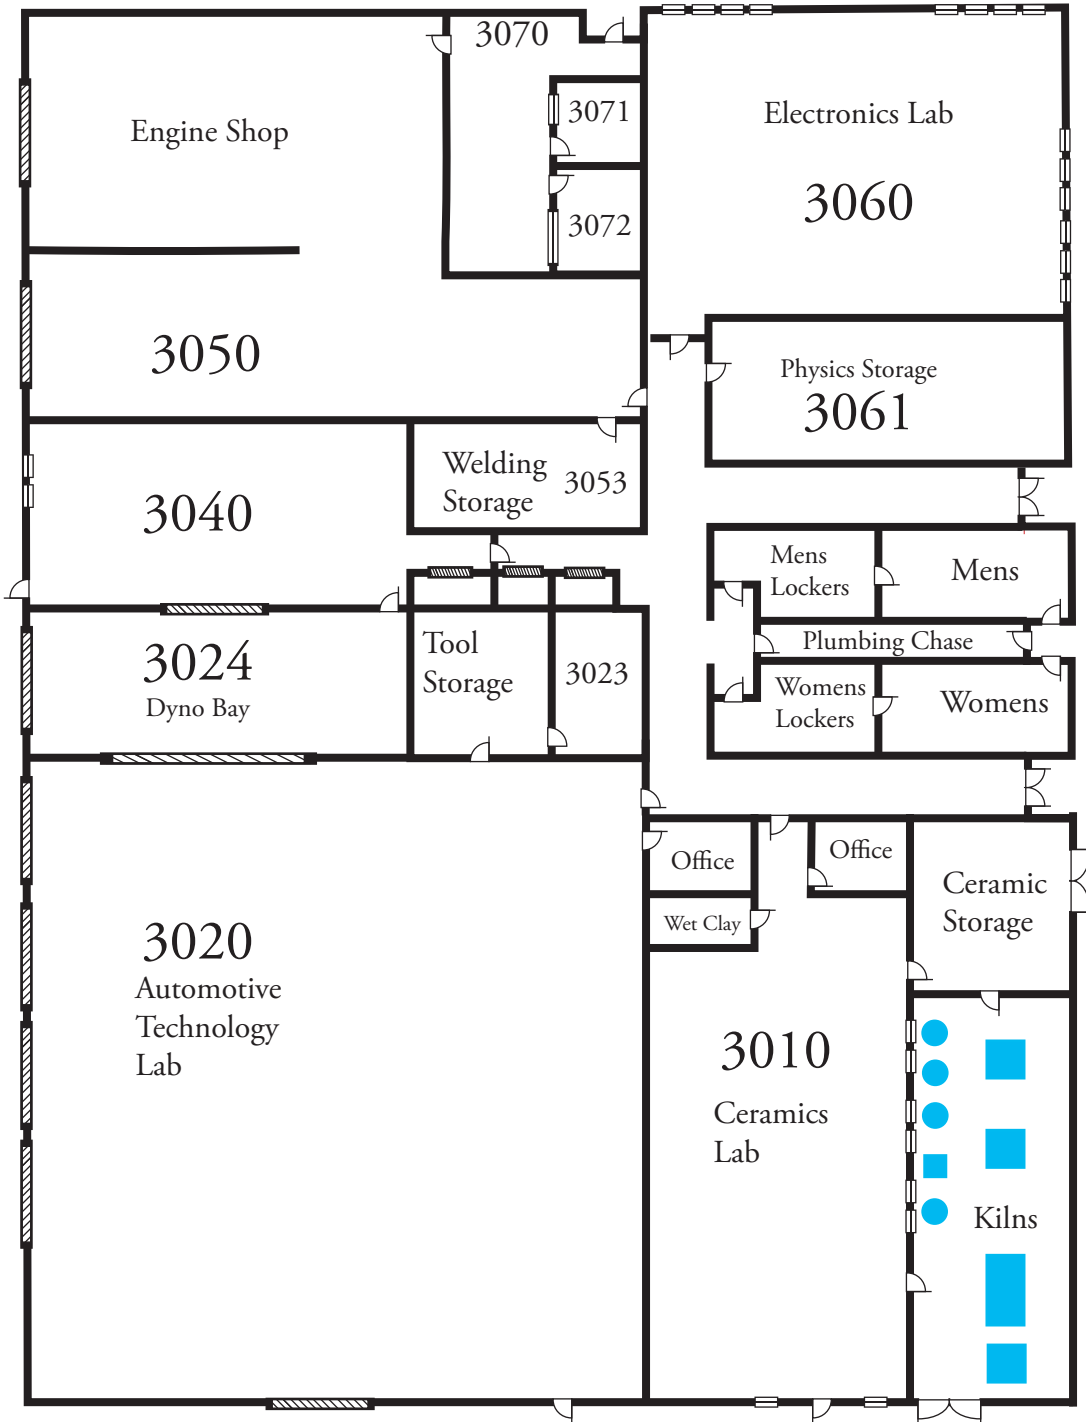 3070
3071
Engine Shop
Electronics Lab
3060
3072
3050
Physics Storage
3061
Welding
Storage
3053
3040
Mens
Lockers
Mens
Plumbing Chase
Tool
Storage
3024
Dyno Bay
3023
Womens
Lockers
Womens
Office
Office
Ceramic
Storage
Wet Clay
3020
Automotive
Technology
Lab
3010
Ceramics
Lab
Kilns